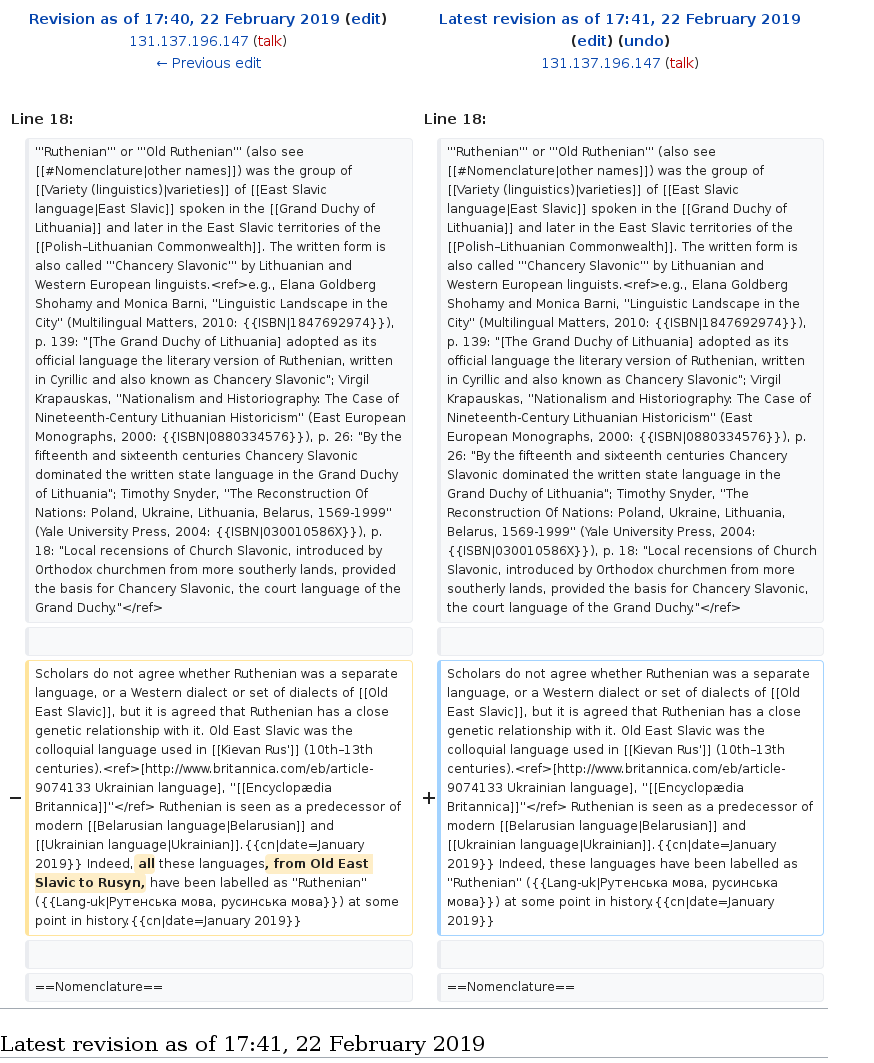 Revision as of 17:40, 22 February 2019 (edit)
131.137.196.147 (talk)
← Previous edit
Latest revision as of 17:41, 22 February 2019
(edit) (undo)
131.137.196.147 (talk)
Line 18:
'''Ruthenian''' or '''Old Ruthenian''' (also see
[[#Nomenclature|other names]]) was the group of
[[Variety (linguistics)|varieties]] of [[East Slavic
language|East Slavic]] spoken in the [[Grand Duchy of
Lithuania]] and later in the East Slavic territories of the
[[Polish–Lithuanian Commonwealth]]. The written form is
also called '''Chancery Slavonic''' by Lithuanian and
Western European linguists.<ref>e.g., Elana Goldberg
Shohamy and Monica Barni, ''Linguistic Landscape in the
City'' (Multilingual Matters, 2010: {{ISBN|1847692974}}),
p. 139: "[The Grand Duchy of Lithuania] adopted as its
official language the literary version of Ruthenian, written
in Cyrillic and also known as Chancery Slavonic"; Virgil
Krapauskas, ''Nationalism and Historiography: The Case of
Nineteenth-Century Lithuanian Historicism'' (East European
Monographs, 2000: {{ISBN|0880334576}}), p. 26: "By the
fifteenth and sixteenth centuries Chancery Slavonic
dominated the written state language in the Grand Duchy
of Lithuania"; Timothy Snyder, ''The Reconstruction Of
Nations: Poland, Ukraine, Lithuania, Belarus, 1569-1999''
(Yale University Press, 2004: {{ISBN|030010586X}}), p.
18: "Local recensions of Church Slavonic, introduced by
Orthodox churchmen from more southerly lands, provided
the basis for Chancery Slavonic, the court language of the
Grand Duchy."</ref>
− Scholars do not agree whether Ruthenian was a separate
language, or a Western dialect or set of dialects of [[Old
East Slavic]], but it is agreed that Ruthenian has a close
genetic relationship with it. Old East Slavic was the
colloquial language used in [[Kievan Rus']] (10th–13th
centuries).<ref>[http://www.britannica.com/eb/article-
9074133 Ukrainian language], ''[[Encyclopædia
Britannica]]''</ref> Ruthenian is seen as a predecessor of
modern [[Belarusian language|Belarusian]] and
[[Ukrainian language|Ukrainian]].{{cn|date=January
2019}} Indeed, all these languages, from Old East
Slavic to Rusyn, have been labelled as "Ruthenian"
({{Lang-uk|Рутенська мова, русинська мова}}) at some
point in history.{{cn|date=January 2019}}
==Nomenclature==
Line 18:
'''Ruthenian''' or '''Old Ruthenian''' (also see
[[#Nomenclature|other names]]) was the group of
[[Variety (linguistics)|varieties]] of [[East Slavic
language|East Slavic]] spoken in the [[Grand Duchy of
Lithuania]] and later in the East Slavic territories of the
[[Polish–Lithuanian Commonwealth]]. The written form is
also called '''Chancery Slavonic''' by Lithuanian and
Western European linguists.<ref>e.g., Elana Goldberg
Shohamy and Monica Barni, ''Linguistic Landscape in the
City'' (Multilingual Matters, 2010: {{ISBN|1847692974}}),
p. 139: "[The Grand Duchy of Lithuania] adopted as its
official language the literary version of Ruthenian, written
in Cyrillic and also known as Chancery Slavonic"; Virgil
Krapauskas, ''Nationalism and Historiography: The Case of
Nineteenth-Century Lithuanian Historicism'' (East
European Monographs, 2000: {{ISBN|0880334576}}), p.
26: "By the fifteenth and sixteenth centuries Chancery
Slavonic dominated the written state language in the
Grand Duchy of Lithuania"; Timothy Snyder, ''The
Reconstruction Of Nations: Poland, Ukraine, Lithuania,
Belarus, 1569-1999'' (Yale University Press, 2004:
{{ISBN|030010586X}}), p. 18: "Local recensions of Church
Slavonic, introduced by Orthodox churchmen from more
southerly lands, provided the basis for Chancery Slavonic,
the court language of the Grand Duchy."</ref>
+ Scholars do not agree whether Ruthenian was a separate
language, or a Western dialect or set of dialects of [[Old
East Slavic]], but it is agreed that Ruthenian has a close
genetic relationship with it. Old East Slavic was the
colloquial language used in [[Kievan Rus']] (10th–13th
centuries).<ref>[http://www.britannica.com/eb/article-
9074133 Ukrainian language], ''[[Encyclopædia
Britannica]]''</ref> Ruthenian is seen as a predecessor of
modern [[Belarusian language|Belarusian]] and
[[Ukrainian language|Ukrainian]].{{cn|date=January
2019}} Indeed, these languages have been labelled as
"Ruthenian" ({{Lang-uk|Рутенська мова, русинська
мова}}) at some point in history.{{cn|date=January
2019}}
==Nomenclature==
Latest revision as of 17:41, 22 February 2019